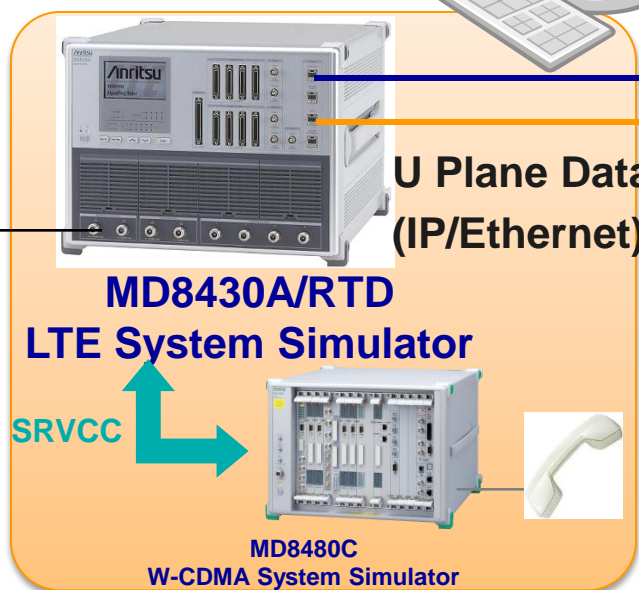 Anritsu
U Plane Data
(IP/Ethernet)
MD8430A/RTD
LTE System Simulator
SRVCC
MD8480C
W-CDMA System Simulator